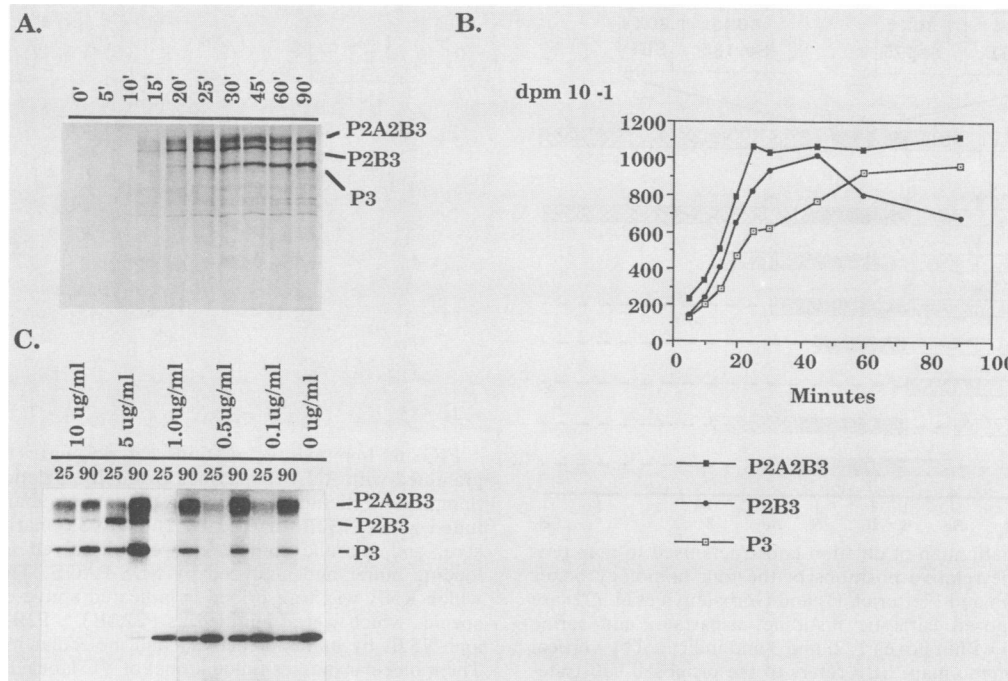 A.
0' 5' 10' 15' 20' 25' 30' 45' 60' 90'
P2A2B3
P2B3
P3
B.
dpm 10 -1
1200
1000
800
600
400
200
0
0 20 40 60 80 100
Minutes
P2A2B3
P2B3
P3
C.
10 ug/ml 5 ug/ml 1.0ug/ml 0.5ug/ml 0.1ug/ml 0 ug/ml
25 90 25 90 25 90 25 90 25 90
P2A2B3
P2B3
P3